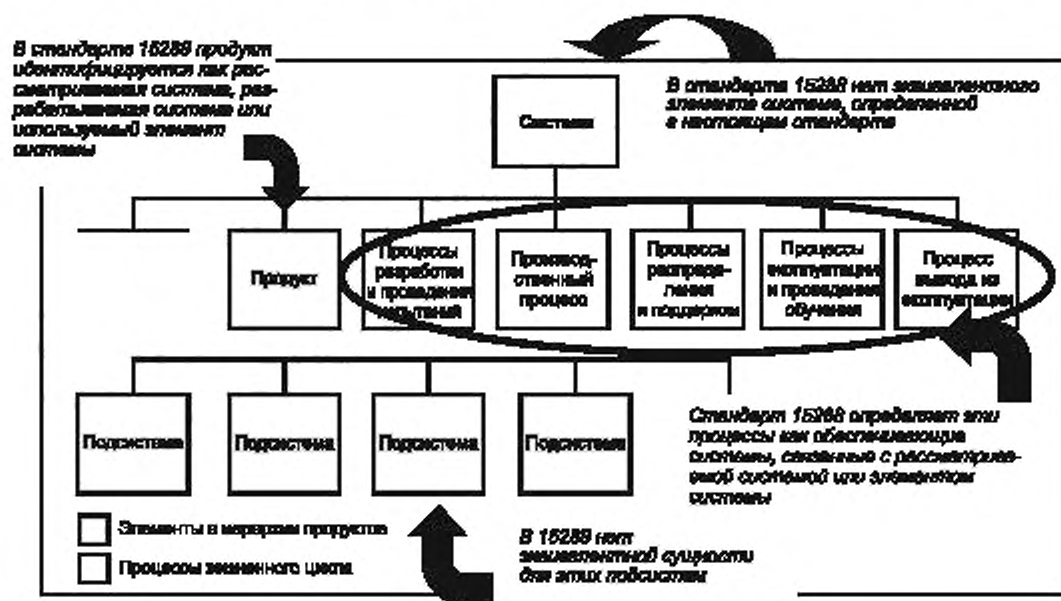 В стандарте 15288 продукт
идентифицируется как рас-
сматриваемая система, раз-
рабатываемая система или
используемый элемент
системы
В стандарте 15288 нет эквивалентного
элемента системе, определенной
в настоящем стандарте
Система
Продукт
Процессы
разработки
и проведения
испытаний
Производ-
ственный
процесс
Процессы
распреде-
ления
и поддержки
Процессы
эксплуатации
и проведения
обучения
Процесс
вывода из
эксплуатации
Подсистема
Подсистема
Подсистема
Подсистема
Стандарт 15288 определяет эти
процессы как обеспечивающие
системы, связанные с рассматрива-
емой системой или элементом
системы
Элементы в иерархии продуктов
Процессы жизненного цикла
В 15288 нет
эквивалентной сущности
для этих подсистем